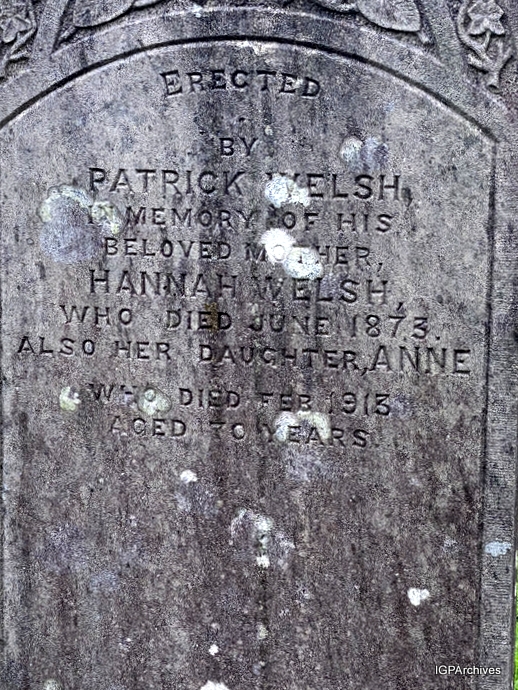 ERECTED
BY
PATRICK WELSH,
IN MEMORY OF HIS
BELOVED MOTHER,
HANNAH WELSH,
WHO DIED JUNE 1873.
ALSO HER DAUGHTER, ANNE
WHO DIED FEB 1913
AGED 70 YEARS.
IGPArchives